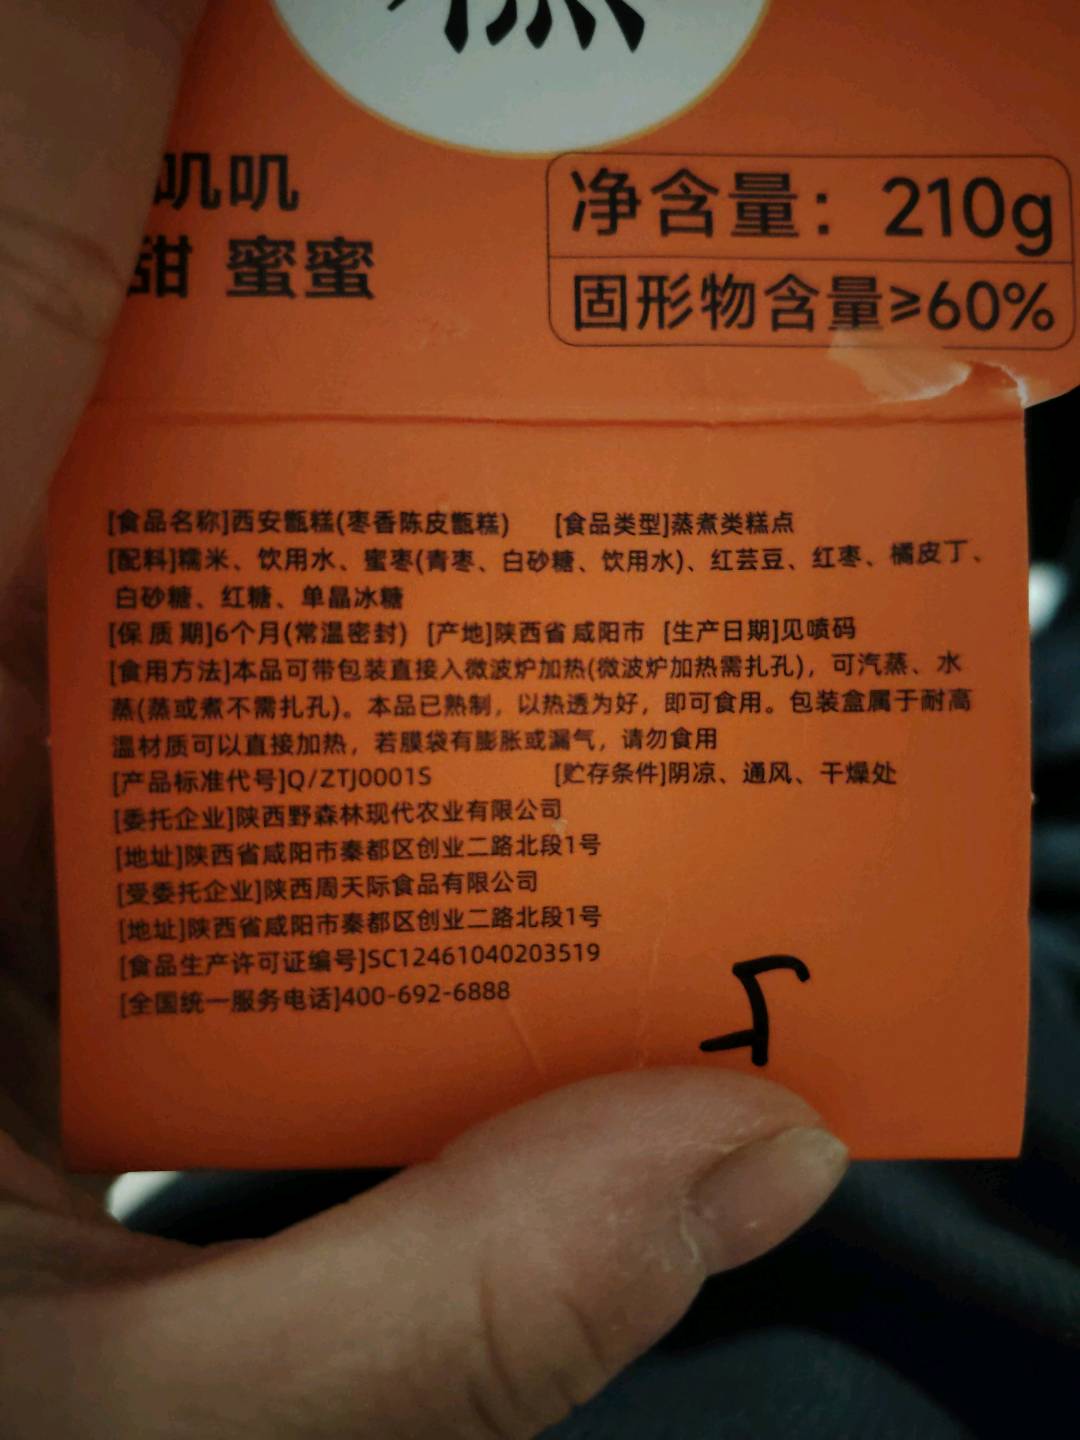 叽叽
甜 蜜蜜
净含量：210g
固形物含量≥60%
[食品名称]西安甑糕(枣香陈皮甑糕) [食品类型]蒸煮类糕点
[配料]糯米、饮用水、蜜枣(青枣、白砂糖、饮用水)、红芸豆、红枣、橘皮丁、
白砂糖、红糖、单晶冰糖
[保质期]6个月(常温密封) [产地]陕西省咸阳市 [生产日期]见喷码
[食用方法]本品可带包装直接入微波炉加热(微波炉加热需扎孔)，可汽蒸、水
蒸(蒸或煮不需扎孔)。本品已熟制，以热透为好，即可食用。包装盒属于耐高
温材质可以直接加热，若膜袋有膨胀或漏气，请勿食用
[产品标准代号]Q/ZTJ0001S [贮存条件]阴凉、通风、干燥处
[委托企业]陕西野森林现代农业有限公司
[地址]陕西省咸阳市秦都区创业二路北段1号
[受委托企业]陕西周天际食品有限公司
[地址]陕西省咸阳市秦都区创业二路北段1号
[食品生产许可证编号]SC12461040203519
[全国统一服务电话]400-692-6888